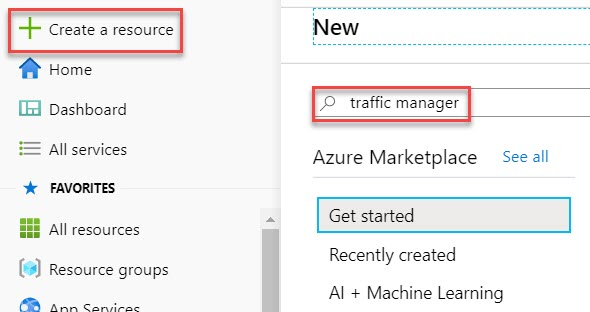 Create a resource
Home
Dashboard
All services
FAVORITES
All resources
Resource groups
App Services
New
traffic manager
Azure Marketplace See all
Get started
Recently created
AI + Machine Learning